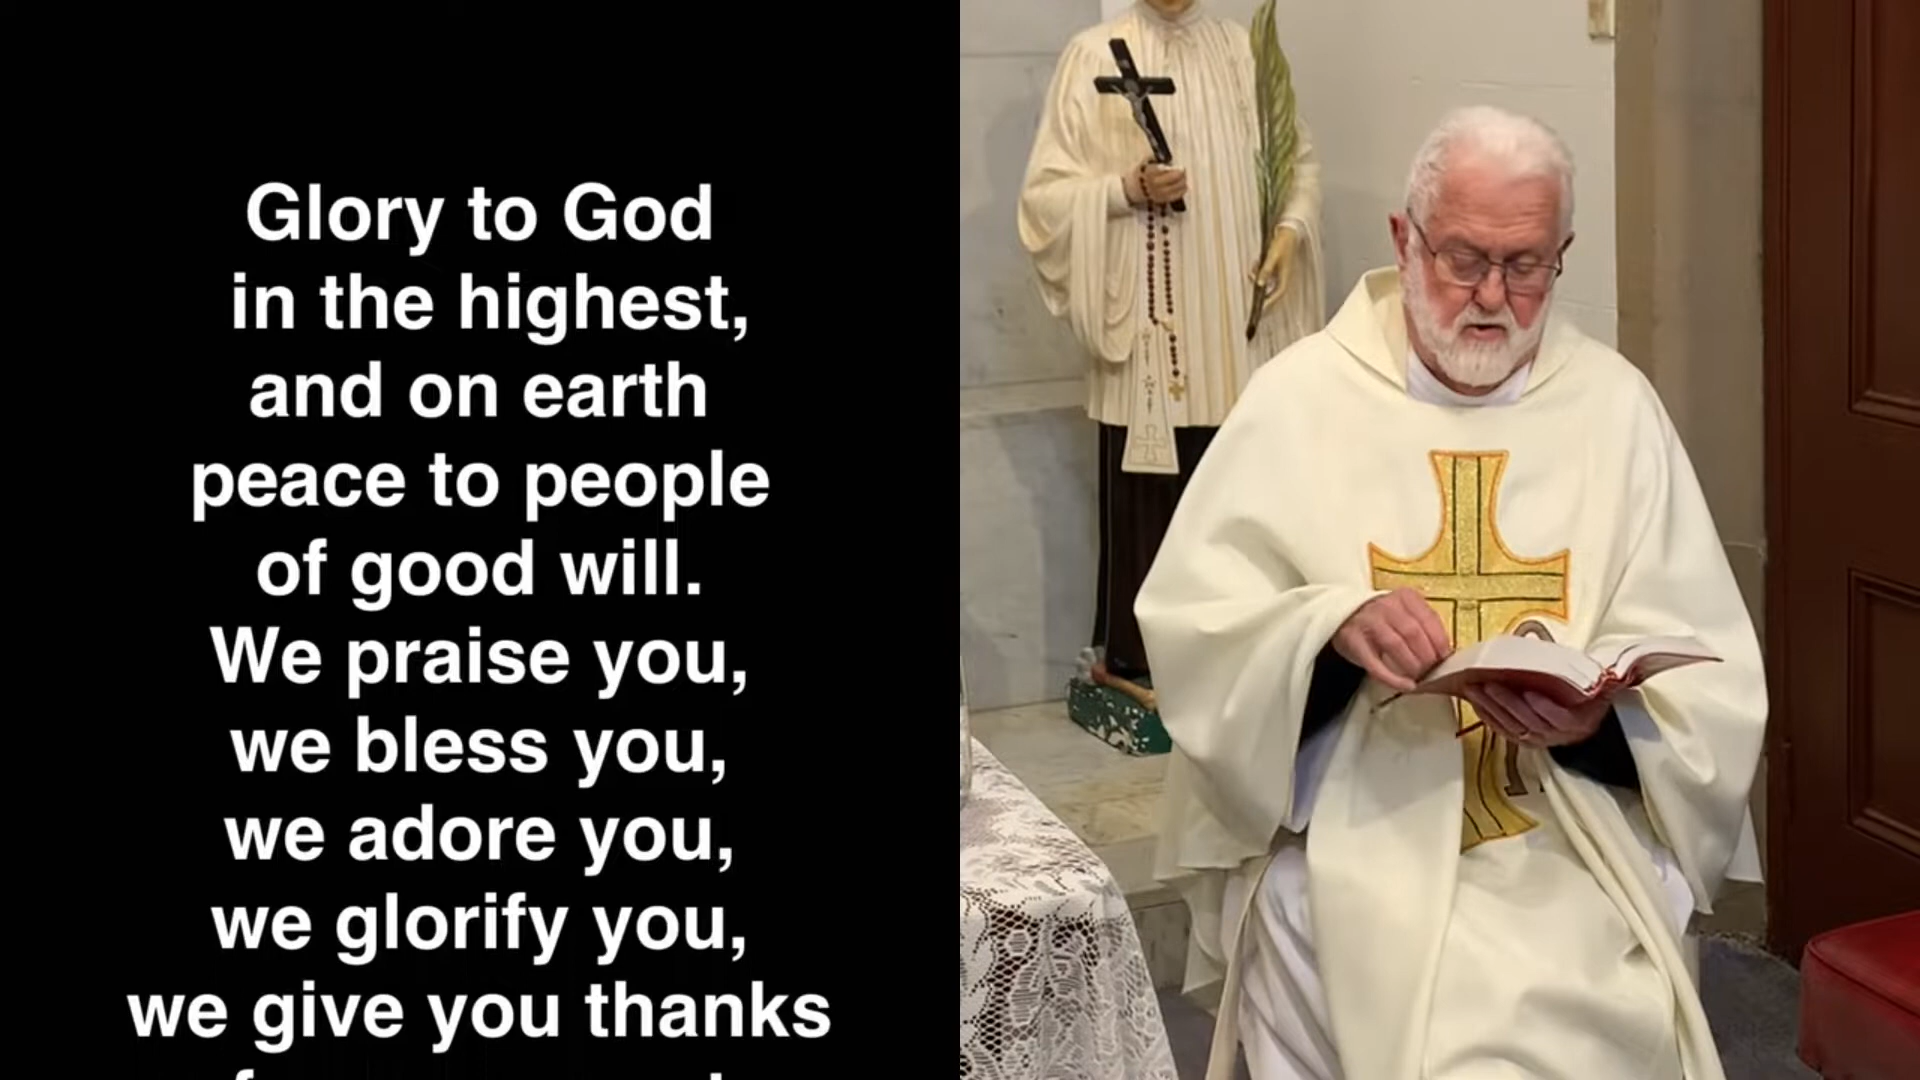 Glory to God
in the highest,
and on earth
peace to people
of good will.
We praise you,
we bless you,
we adore you,
we glorify you,
we give you thanks